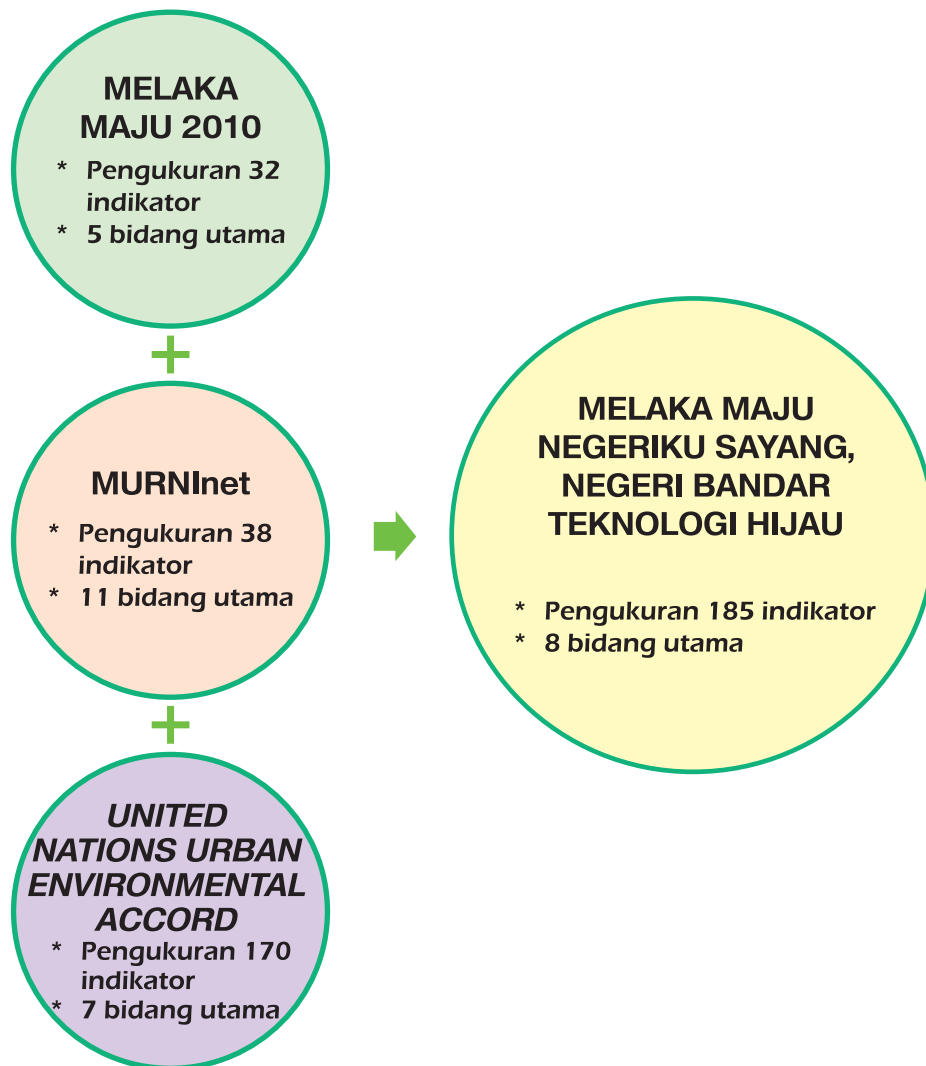 MELAKA
MAJU 2010
* Pengukuran 32
indikator
* 5 bidang utama
+
MURNInet
* Pengukuran 38
indikator
* 11 bidang utama
+
UNITED
NATIONS URBAN
ENVIRONMENTAL
ACCORD
* Pengukuran 170
indikator
* 7 bidang utama
MELAKA MAJU
NEGERIKU SAYANG,
NEGERI BANDAR
TEKNOLOGI HIJAU
* Pengukuran 185 indikator
* 8 bidang utama